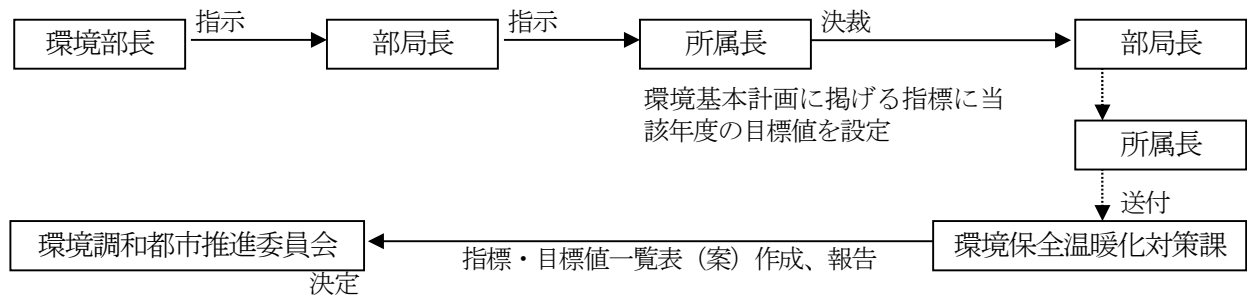 指示
指示
決裁
環境部長
部局長
所属長
部局長
環境基本計画に掲げる指標に当
該年度の目標値を設定
所属長
送付
環境調和都市推進委員会
環境保全温暖化対策課
指標・目標値一覧表（案）作成、報告
決定